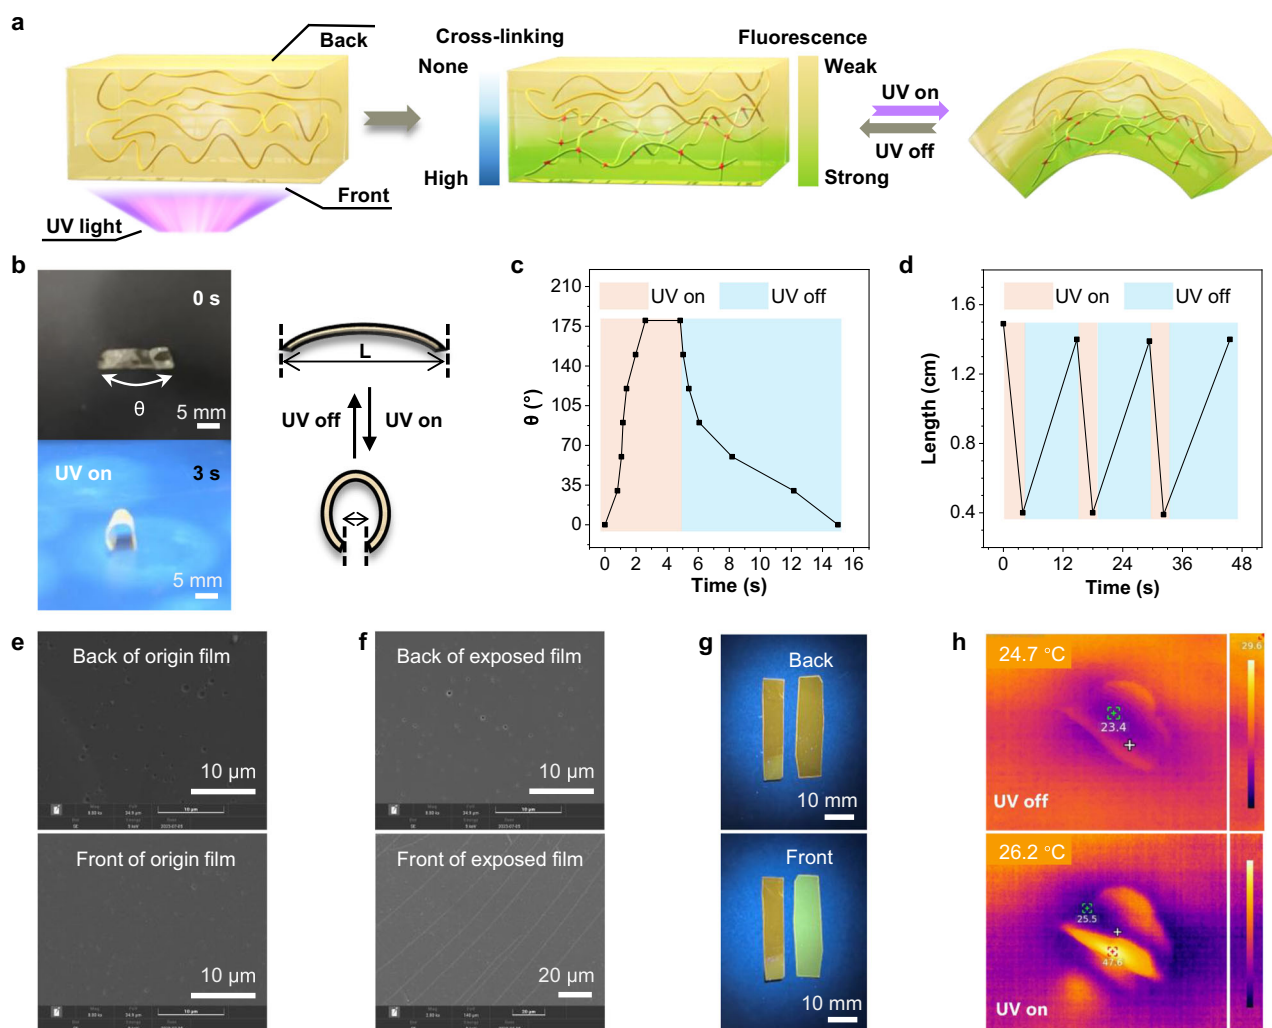 a
Back
Front
UV light
Cross-linking
None
High
Fluorescence
Weak
Strong
UV on
UV off
b
0 s
θ
5 mm
UV on
3 s
5 mm
L
UV off
UV on
c
UV on
UV off
210
175
140
105
70
35
0
θ (°)
0 2 4 6 8 10 12 14 16
Time (s)
d
UV on
UV off
1.6
1.2
0.8
0.4
Length (cm)
0 12 24 36 48
Time (s)
e
Back of origin film
10 µm
Front of origin film
10 µm
f
Back of exposed film
10 µm
Front of exposed film
20 µm
g
Back
10 mm
Front
10 mm
h
24.7 °C
29.6
23.4
UV off
26.2 °C
25.5
47.6
UV on